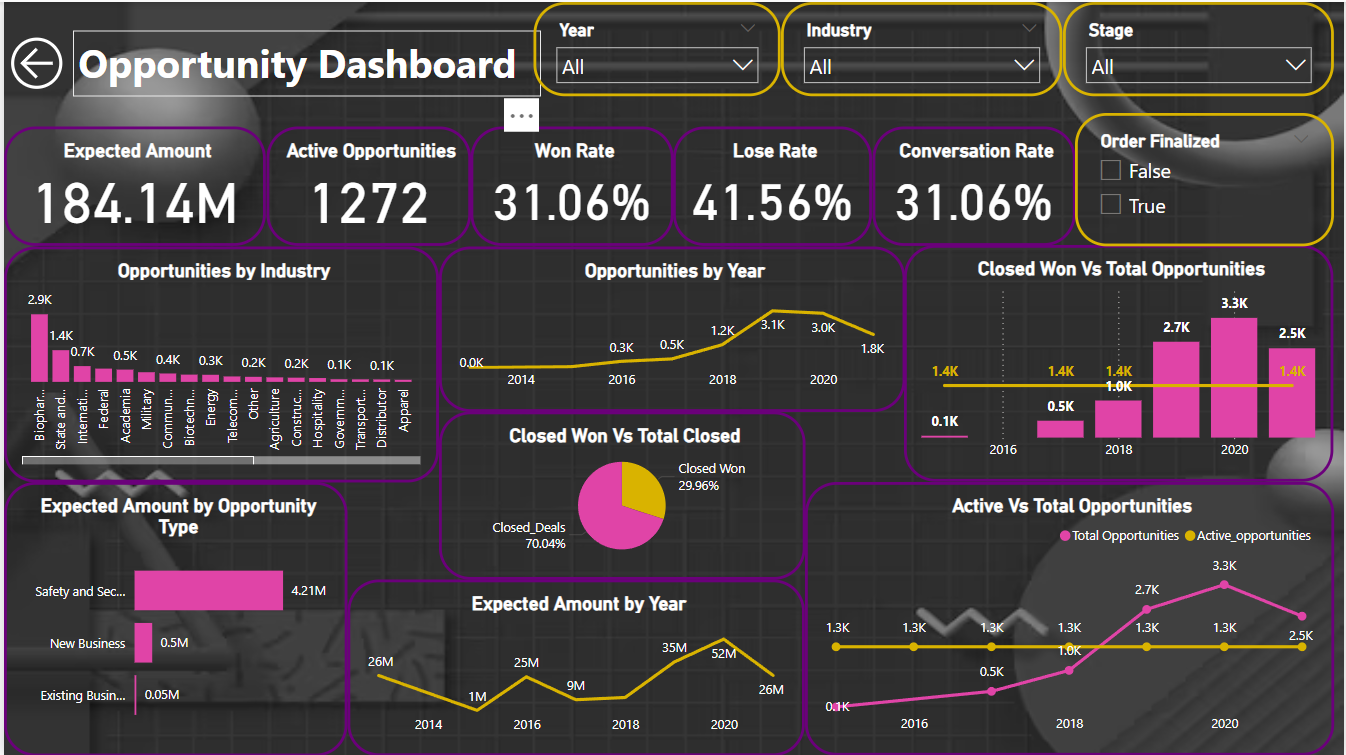 Opportunity Dashboard
Year
All
Industry
All
Stage
All
Order Finalized
False
True
Expected Amount
184.14M
Active Opportunities
1272
Won Rate
31.06%
Lose Rate
41.56%
Conversation Rate
31.06%
Opportunities by Industry
2.9K
1.4K
0.7K
0.5K
0.4K
0.3K
0.2K
0.2K
0.1K
0.1K
Biophar...
State and...
Internati...
Federal
Academia
Military
Commun...
Biotechn...
Energy
Telecom...
Other
Agriculture
Construc...
Hospitality
Governm...
Transport...
Distributor
Apparel
Opportunities by Year
0.0K
0.3K
0.5K
1.2K
3.1K
3.0K
1.8K
2014 2016 2018 2020
Closed Won Vs Total Opportunities
3.3K
2.7K
2.5K
1.4K 1.4K 1.4K 1.4K
1.0K
0.5K
0.1K
2016 2018 2020
Closed Won Vs Total Closed
Closed Won
29.96%
Closed_Deals
70.04%
Expected Amount by Opportunity
Type
Safety and Sec... 4.21M
New Business 0.5M
Existing Busin... 0.05M
Expected Amount by Year
26M
1M
25M
9M
35M
52M
26M
2014 2016 2018 2020
Active Vs Total Opportunities
Total Opportunities Active_opportunities
3.3K
2.7K
1.3K 1.3K 1.3K 1.3K 1.3K 1.3K
2.5K
1.0K
0.5K
0.1K
2016 2018 2020